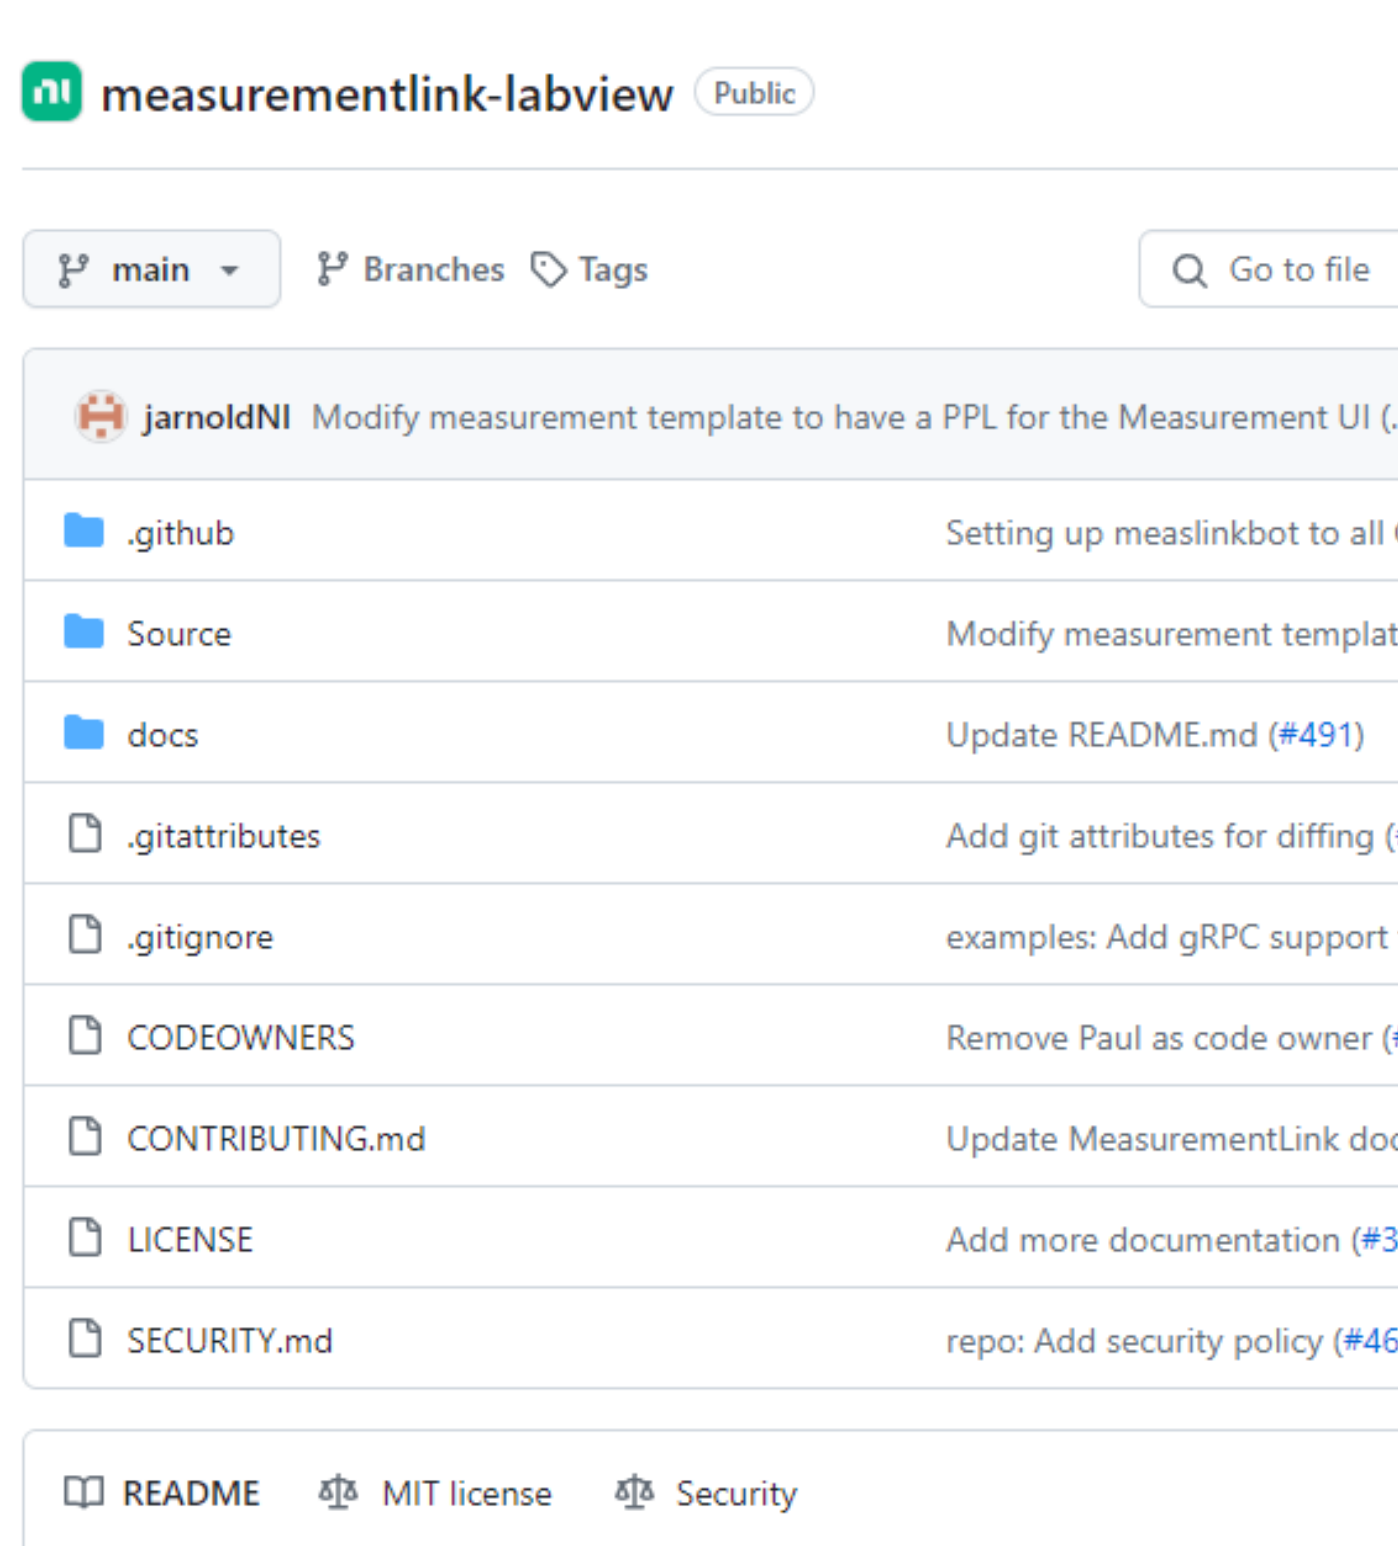 ni measurementlink-labview Public
main Branches Tags Go to file
jarnoldNI Modify measurement template to have a PPL for the Measurement UI (.
.github Setting up measlinkbot to all
Source Modify measurement templat
docs Update README.md (#491)
.gitattributes Add git attributes for diffing (
.gitignore examples: Add gRPC support
CODEOWNERS Remove Paul as code owner (
CONTRIBUTING.md Update MeasurementLink doc
LICENSE Add more documentation (#3
SECURITY.md repo: Add security policy (#46
README MIT license Security